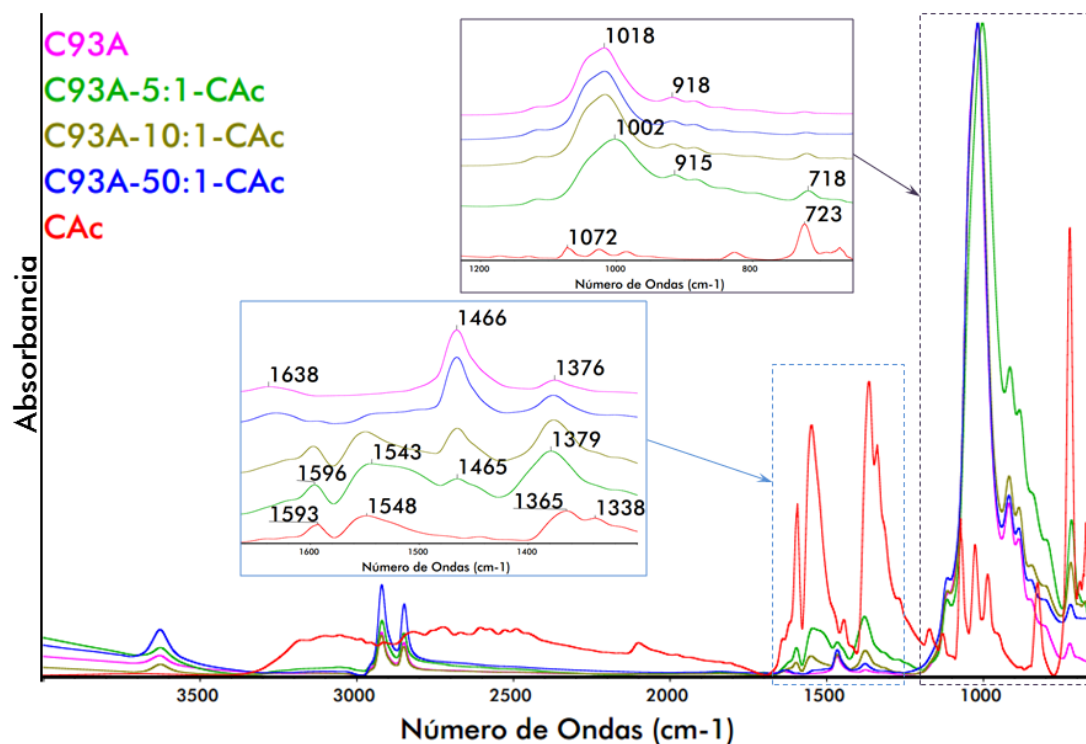 C93A
C93A-5:1-CAc
C93A-10:1-CAc
C93A-50:1-CAc
CAc
1018
918
1002
915
718
723
1072
1200 1000 800
Número de Ondas (cm-1)
1466
1638
1376
1379
1543
1465
1596
1593
1548
1365
1338
1600 1500 1400
Número de Ondas (cm-1)
Absorbancia
3500 3000 2500 2000 1500 1000
Número de Ondas (cm-1)